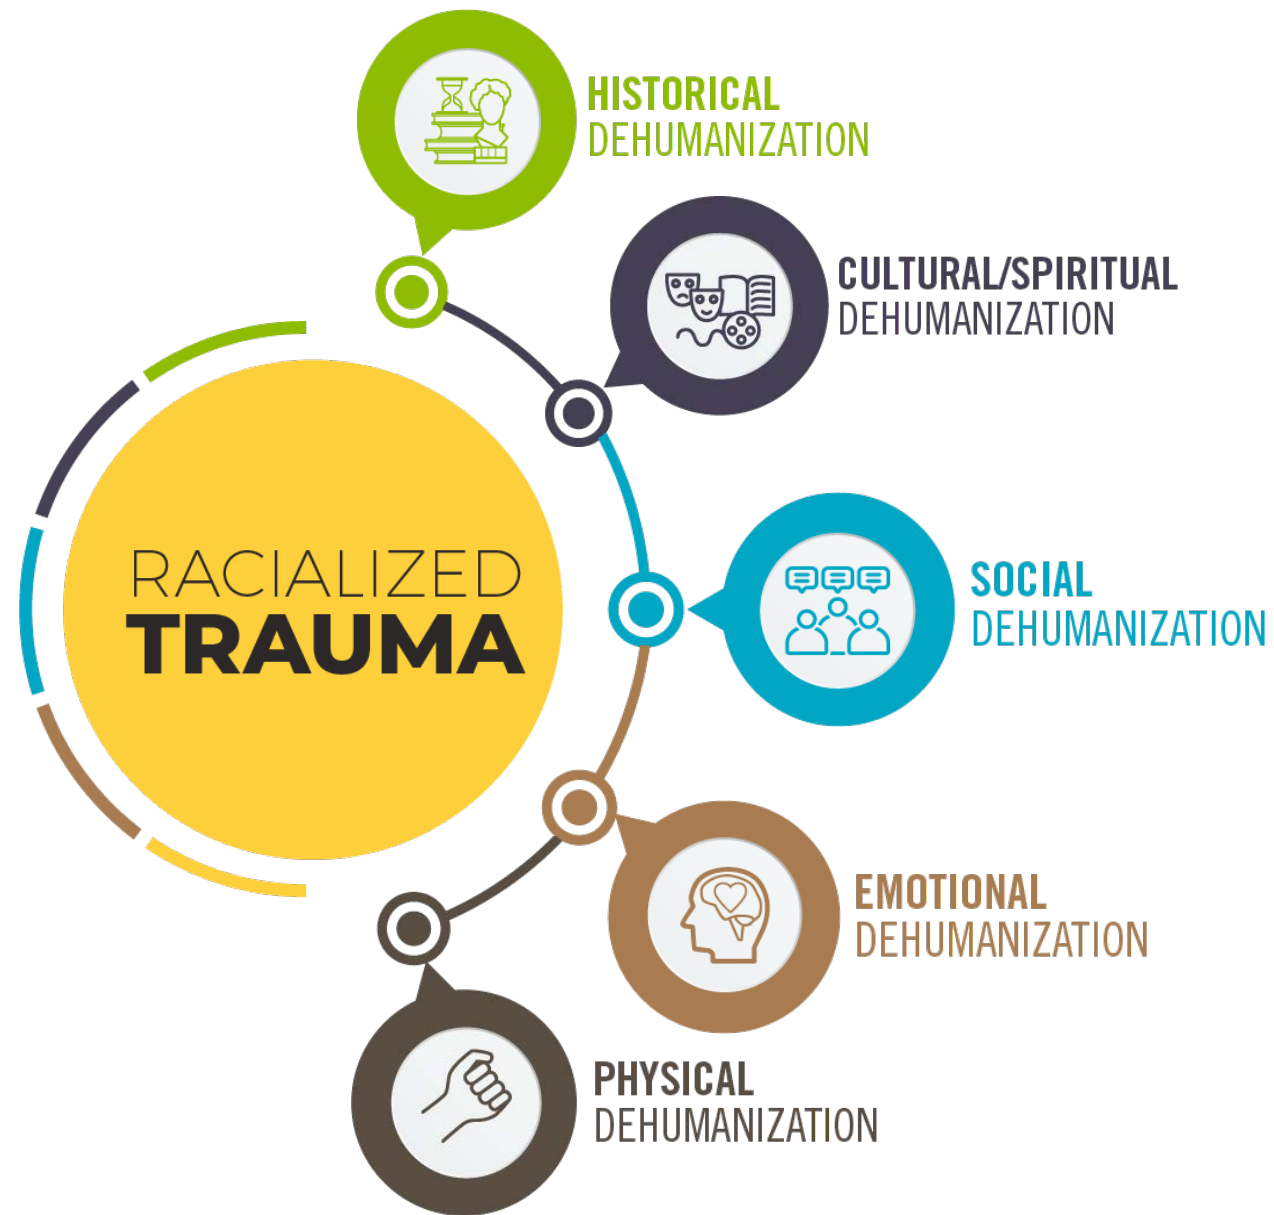 HISTORICAL
DEHUMANIZATION
CULTURAL/SPIRITUAL
DEHUMANIZATION
RACIALIZED
TRAUMA
SOCIAL
DEHUMANIZATION
EMOTIONAL
DEHUMANIZATION
PHYSICAL
DEHUMANIZATION